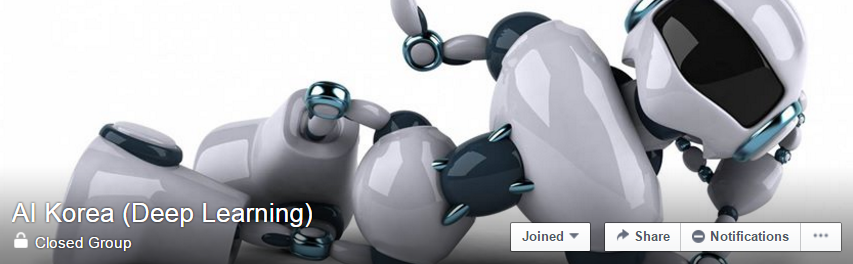 AI Korea (Deep Learning)
Closed Group
Joined Share Notifications ···